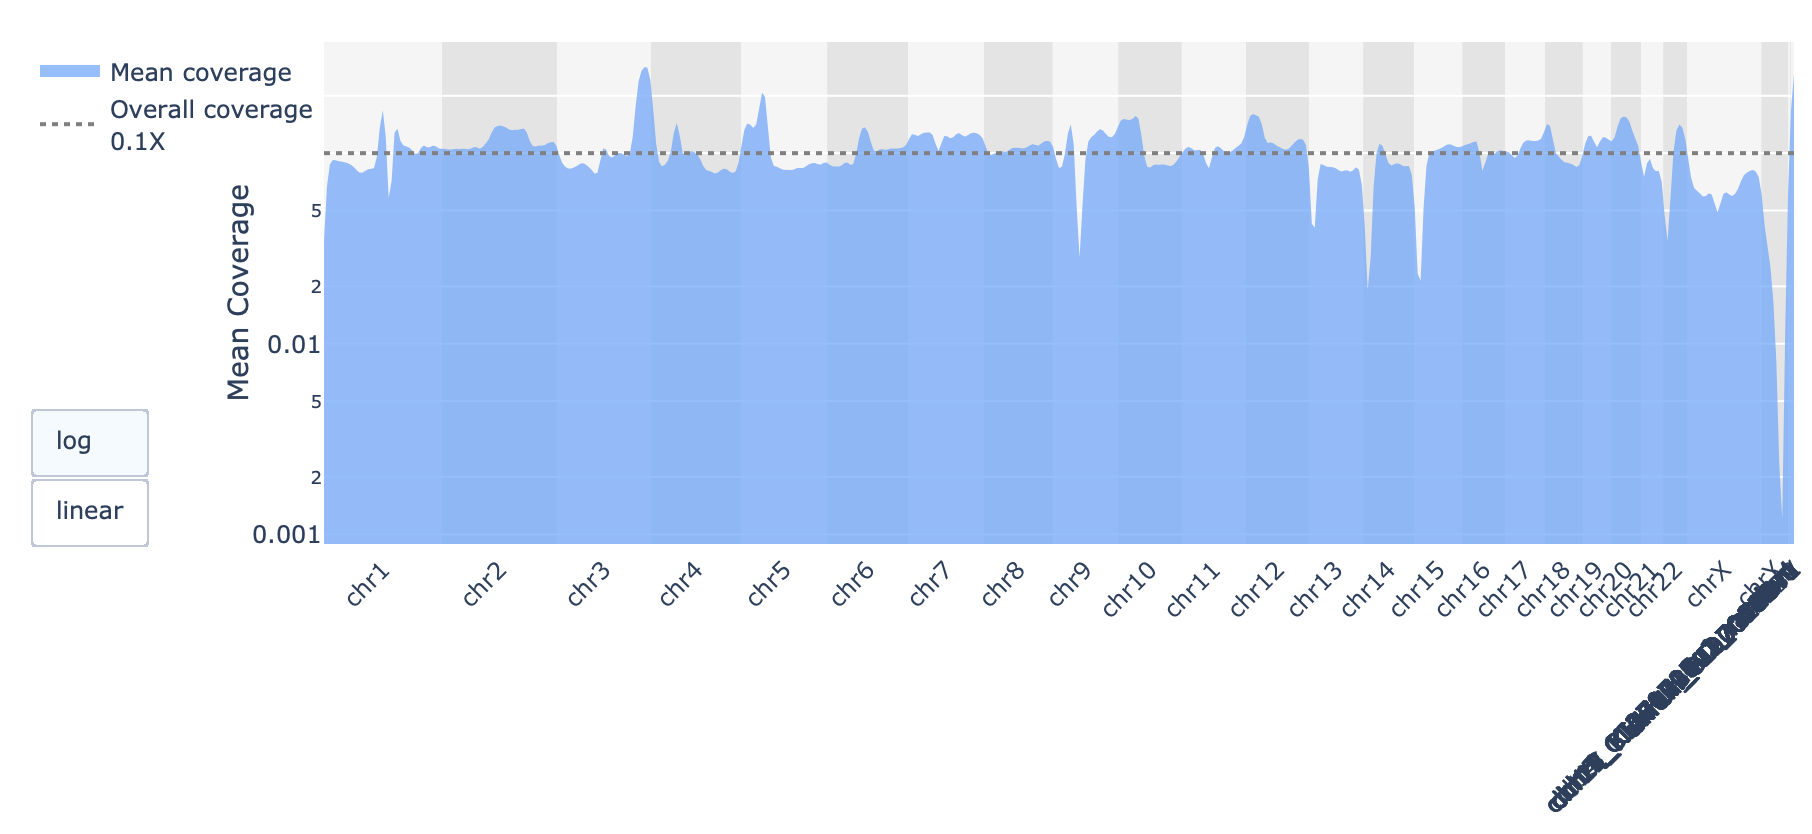 Mean coverage
Overall coverage
0.1X
Mean Coverage
5
2
0.01
5
2
0.001
log
linear
chr1
chr2
chr3
chr4
chr5
chr6
chr7
chr8
chr9
chr10
chr11
chr12
chr13
chr14
chr15
chr16
chr17
chr18
chr19
chr20
chr21
chr22
chrX